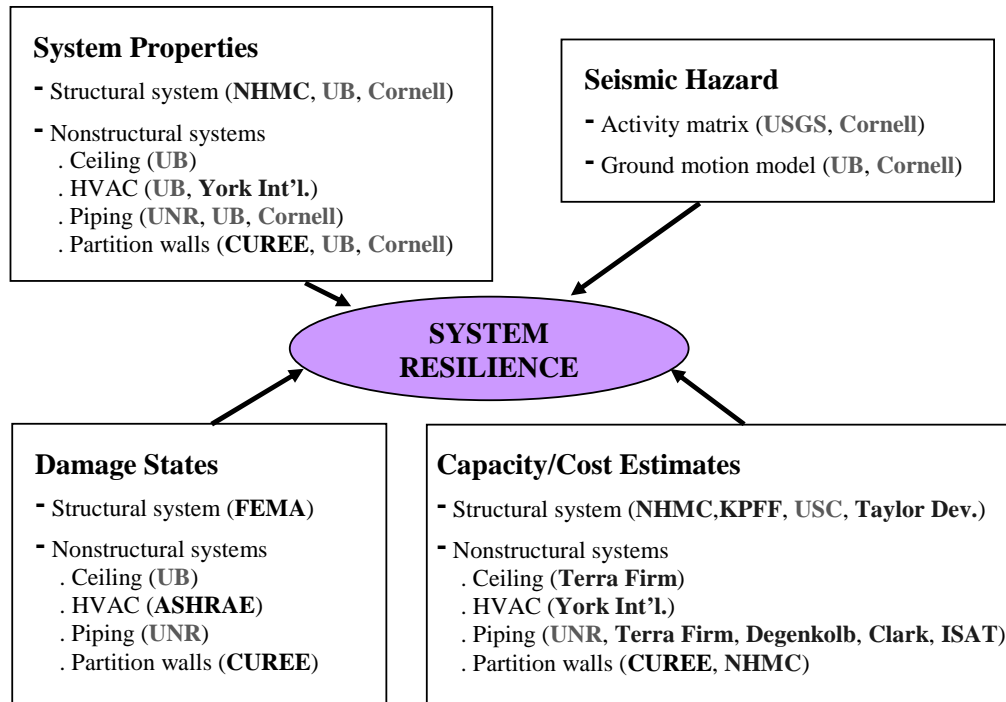 System Properties
- Structural system (NHMC, UB, Cornell)
- Nonstructural systems
. Ceiling (UB)
. HVAC (UB, York Int’l.)
. Piping (UNR, UB, Cornell)
. Partition walls (CUREE, UB, Cornell)
Seismic Hazard
- Activity matrix (USGS, Cornell)
- Ground motion model (UB, Cornell)
SYSTEM
RESILIENCE
Damage States
- Structural system (FEMA)
- Nonstructural systems
. Ceiling (UB)
. HVAC (ASHRAE)
. Piping (UNR)
. Partition walls (CUREE)
Capacity/Cost Estimates
- Structural system (NHMC,KPFF, USC, Taylor Dev.)
- Nonstructural systems
. Ceiling (Terra Firm)
. HVAC (York Int’l.)
. Piping (UNR, Terra Firm, Degenkolb, Clark, ISAT)
. Partition walls (CUREE, NHMC)